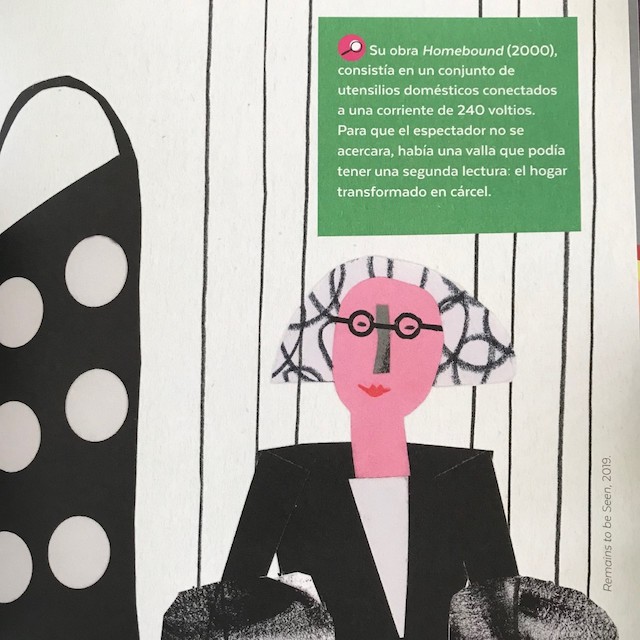 Su obra Homebound (2000),
consistía en un conjunto de
utensilios domésticos conectados
a una corriente de 240 voltios.
Para que el espectador no se
acercara, había una valla que podía
tener una segunda lectura: el hogar
transformado en cárcel.
Remains to be Seen, 2019.